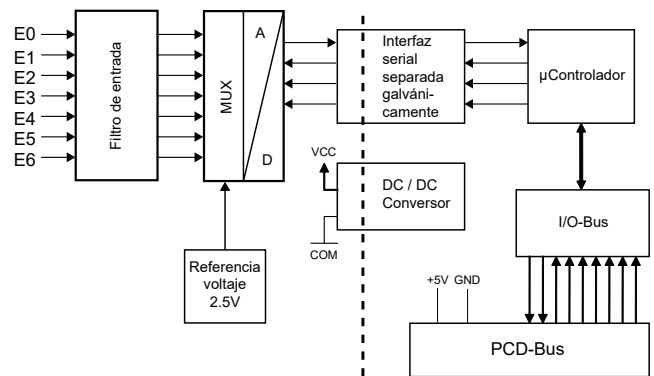 E0
E1
E2
E3
E4
E5
E6
Filtro de entrada
MUX
A
D
Referencia
voltaje
2.5V
Interfaz
serial
separada
galváni-
camente
µControlador
VCC
COM
DC / DC
Conversor
I/O-Bus
+5V GND
PCD-Bus